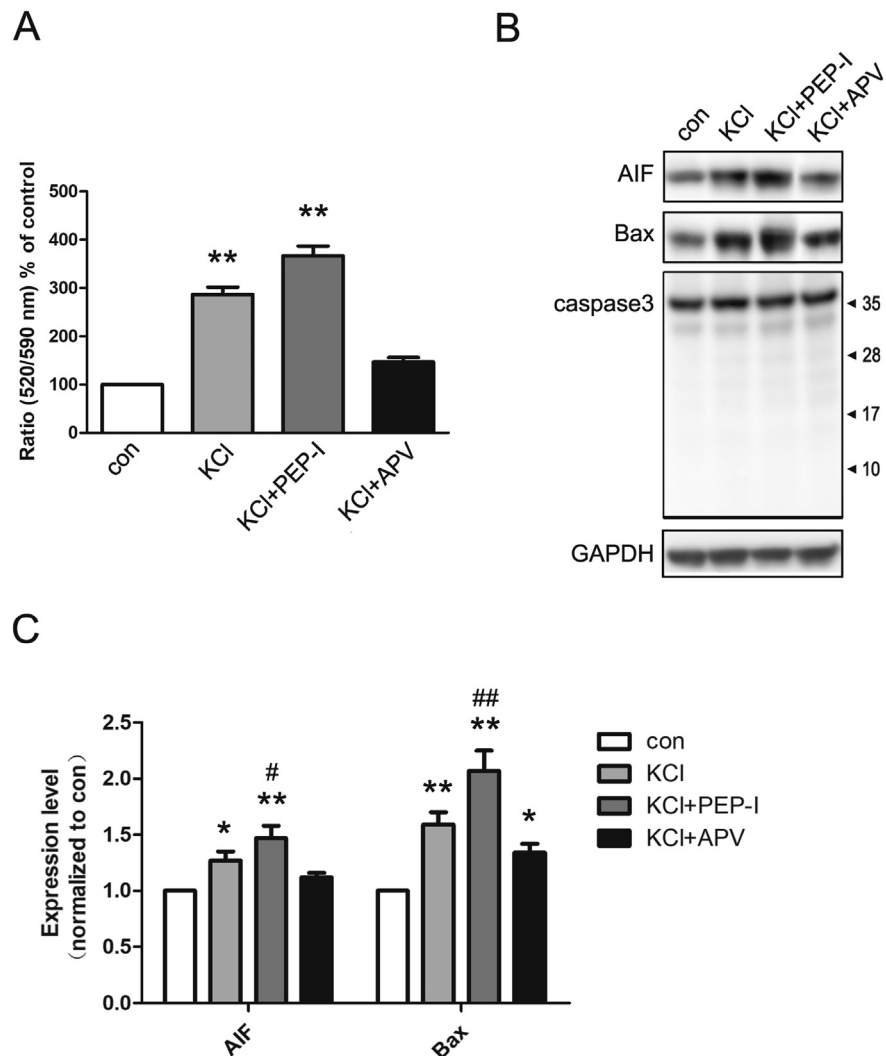 A
Ratio (520/590 nm) % of control
500
400
300
200
100
0
**
**
con
KCl
KCl+PEP-I
KCl+APV
B
con
KCl
KCl+PEP-I
KCl+APV
AIF
Bax
caspase3
◄ 35
◄ 28
◄ 17
◄ 10
GAPDH
C
Expression level
(normalized to con)
2.5
2.0
1.5
1.0
0.5
0.0
*
#
**
**
##
**
*
AIF
Bax
con
KCl
KCl+PEP-I
KCl+APV